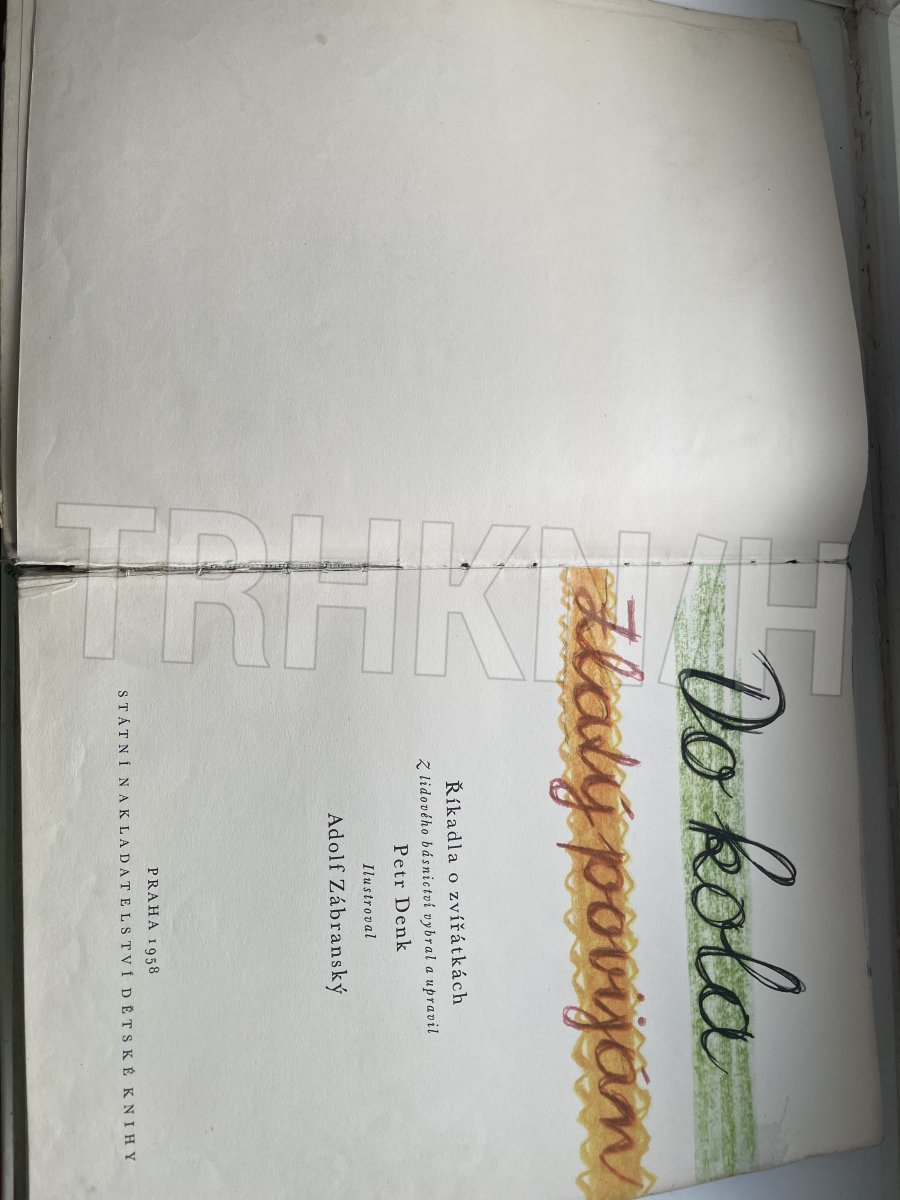 Do kola
zlatý povijan
Říkadla o zvířátkách
Z lidového básnictví vybral a upravil
Petr Denk
Ilustroval
Adolf Zábranský
PRAHA 1958
STÁTNÍ NAKLADATELSTVÍ DĚTSKÉ KNIHY
TRHKNIH